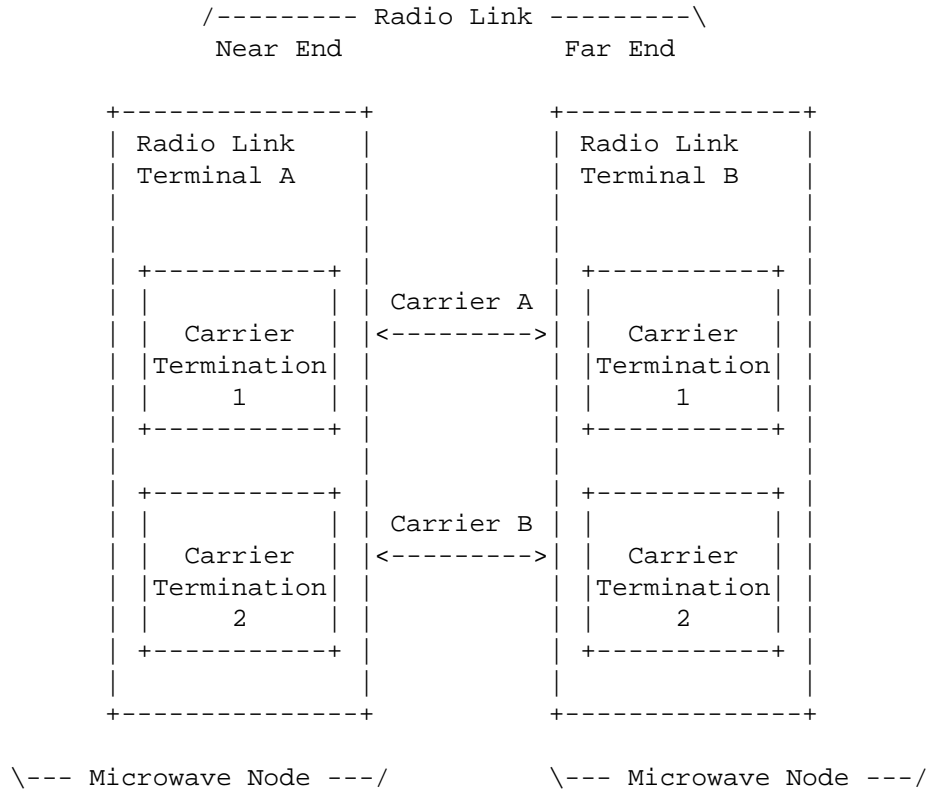 /--------- Radio Link ---------\
Near End Far End
Radio Link Radio Link
Terminal A Terminal B
Carrier A
Carrier <---------> Carrier
Termination Termination
1 1
Carrier B
Carrier <---------> Carrier
Termination Termination
2 2
\--- Microwave Node ---/ \--- Microwave Node ---/